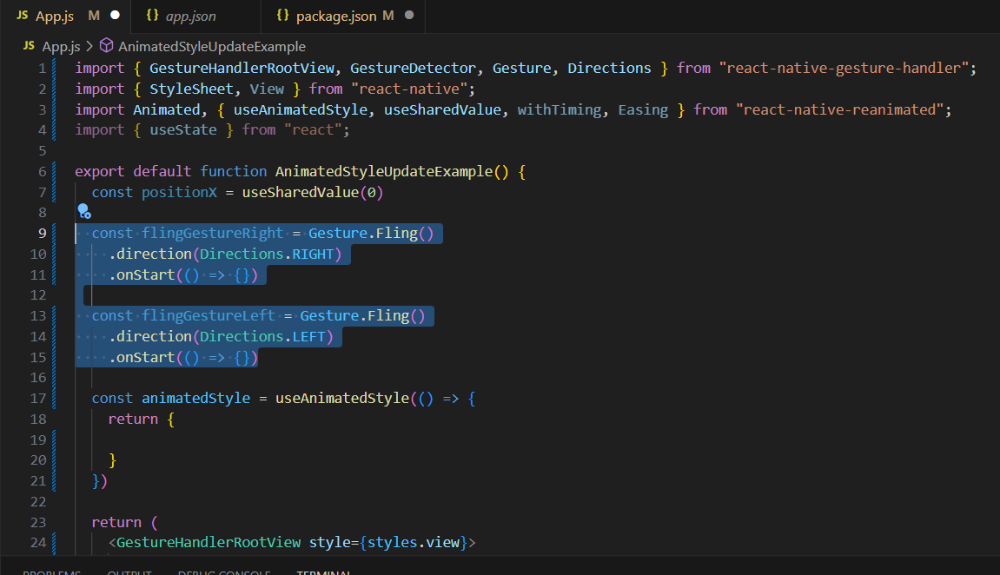 JS App.js M
{} app.json
{} package.json M
JS App.js > AnimatedStyleUpdateExample
1 import { GestureHandlerRootView, GestureDetector, Gesture, Directions } from "react-native-gesture-handler";
2 import { StyleSheet, View } from "react-native";
3 import Animated, { useAnimatedStyle, useSharedValue, withTiming, Easing } from "react-native-reanimated";
4 import { useState } from "react";
5
6 export default function AnimatedStyleUpdateExample() {
7   const positionX = useSharedValue(0)
8
9   const flingGestureRight = Gesture.Fling()
10     .direction(Directions.RIGHT)
11     .onStart(() => {})
12
13   const flingGestureLeft = Gesture.Fling()
14     .direction(Directions.LEFT)
15     .onStart(() => {})
16
17   const animatedStyle = useAnimatedStyle(() => {
18     return {
19
20     }
21   })
22
23   return (
24     <GestureHandlerRootView style={styles.view}>
PROBLEMS OUTPUT DEBUG CONSOLE TERMINAL